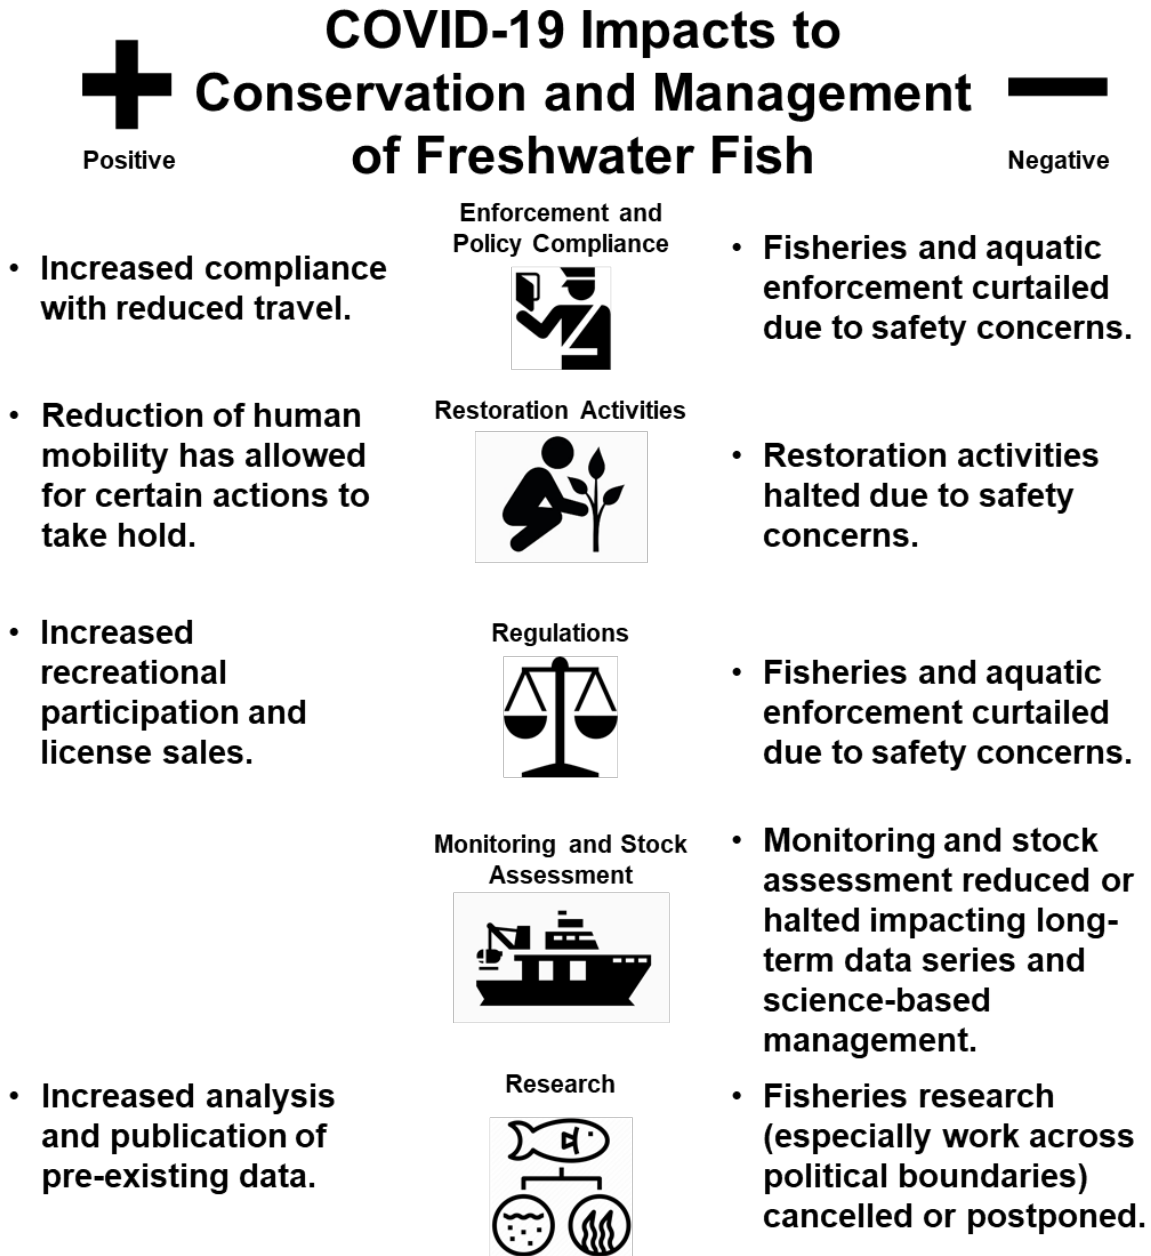 COVID-19 Impacts to
Conservation and Management
of Freshwater Fish
Positive
Negative
Enforcement and
Policy Compliance
• Increased compliance
with reduced travel.
• Fisheries and aquatic
enforcement curtailed
due to safety concerns.
Restoration Activities
• Reduction of human
mobility has allowed
for certain actions to
take hold.
• Restoration activities
halted due to safety
concerns.
Regulations
• Increased
recreational
participation and
license sales.
• Fisheries and aquatic
enforcement curtailed
due to safety concerns.
Monitoring and Stock
Assessment
• Monitoring and stock
assessment reduced or
halted impacting long-
term data series and
science-based
management.
Research
• Increased analysis
and publication of
pre-existing data.
• Fisheries research
(especially work across
political boundaries)
cancelled or postponed.